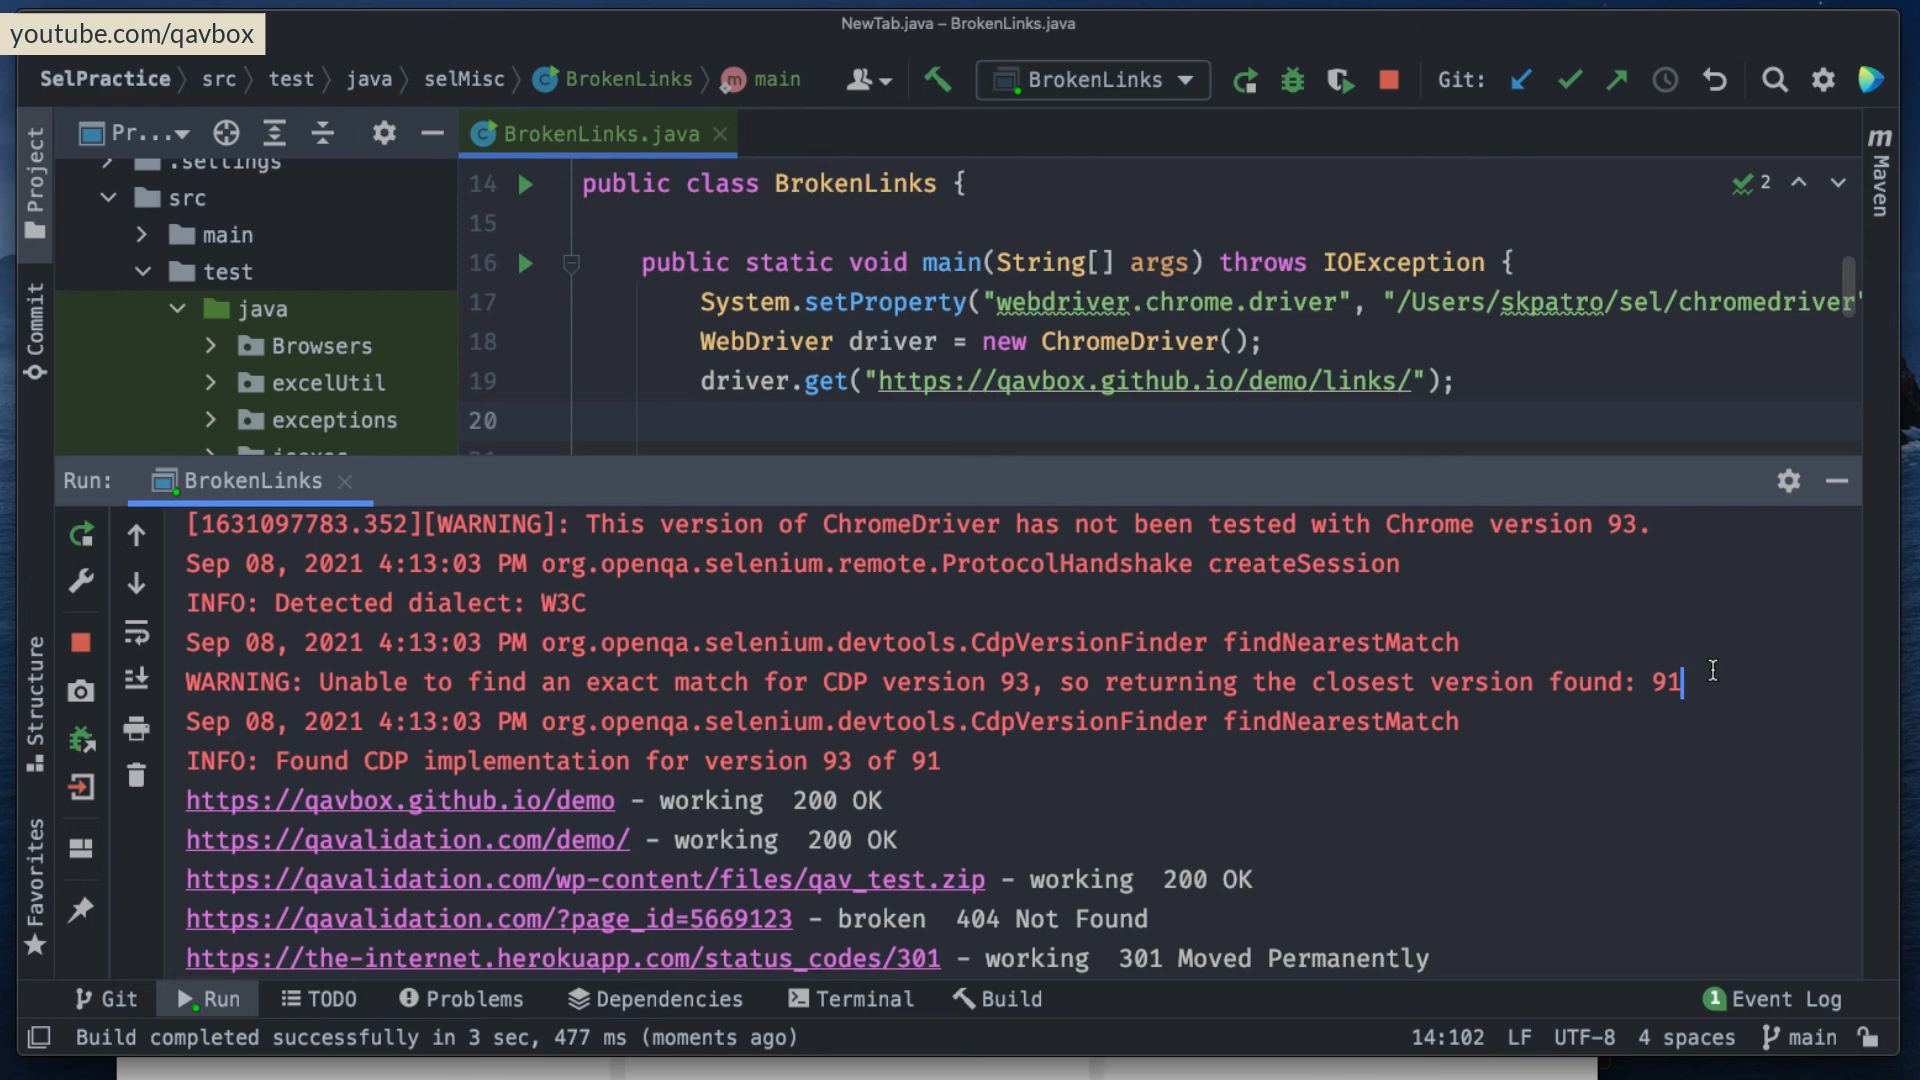 NewTab.java – BrokenLinks.java
youtube.com/qavbox
SelPractice src test java selMisc BrokenLinks main BrokenLinks Git:
Project Pr... BrokenLinks.java
.settings
src
main
test
java
Browsers
excelUtil
exceptions
14 public class BrokenLinks { 2
15
16 public static void main(String[] args) throws IOException {
17 System.setProperty("webdriver.chrome.driver", "/Users/skpatro/sel/chromedriver"
18 WebDriver driver = new ChromeDriver();
19 driver.get("https://qavbox.github.io/demo/links/");
20
Maven
Commit
Structure
Favorites
Run: BrokenLinks
[1631097783.352][WARNING]: This version of ChromeDriver has not been tested with Chrome version 93.
Sep 08, 2021 4:13:03 PM org.openqa.selenium.remote.ProtocolHandshake createSession
INFO: Detected dialect: W3C
Sep 08, 2021 4:13:03 PM org.openqa.selenium.devtools.CdpVersionFinder findNearestMatch
WARNING: Unable to find an exact match for CDP version 93, so returning the closest version found: 91
Sep 08, 2021 4:13:03 PM org.openqa.selenium.devtools.CdpVersionFinder findNearestMatch
INFO: Found CDP implementation for version 93 of 91
https://qavbox.github.io/demo – working 200 OK
https://qavalidation.com/demo/ – working 200 OK
https://qavalidation.com/wp-content/files/qav_test.zip – working 200 OK
https://qavalidation.com/?page_id=5669123 – broken 404 Not Found
https://the-internet.herokuapp.com/status_codes/301 – working 301 Moved Permanently
Git Run TODO Problems Dependencies Terminal Build 1 Event Log
Build completed successfully in 3 sec, 477 ms (moments ago) 14:102 LF UTF-8 4 spaces main